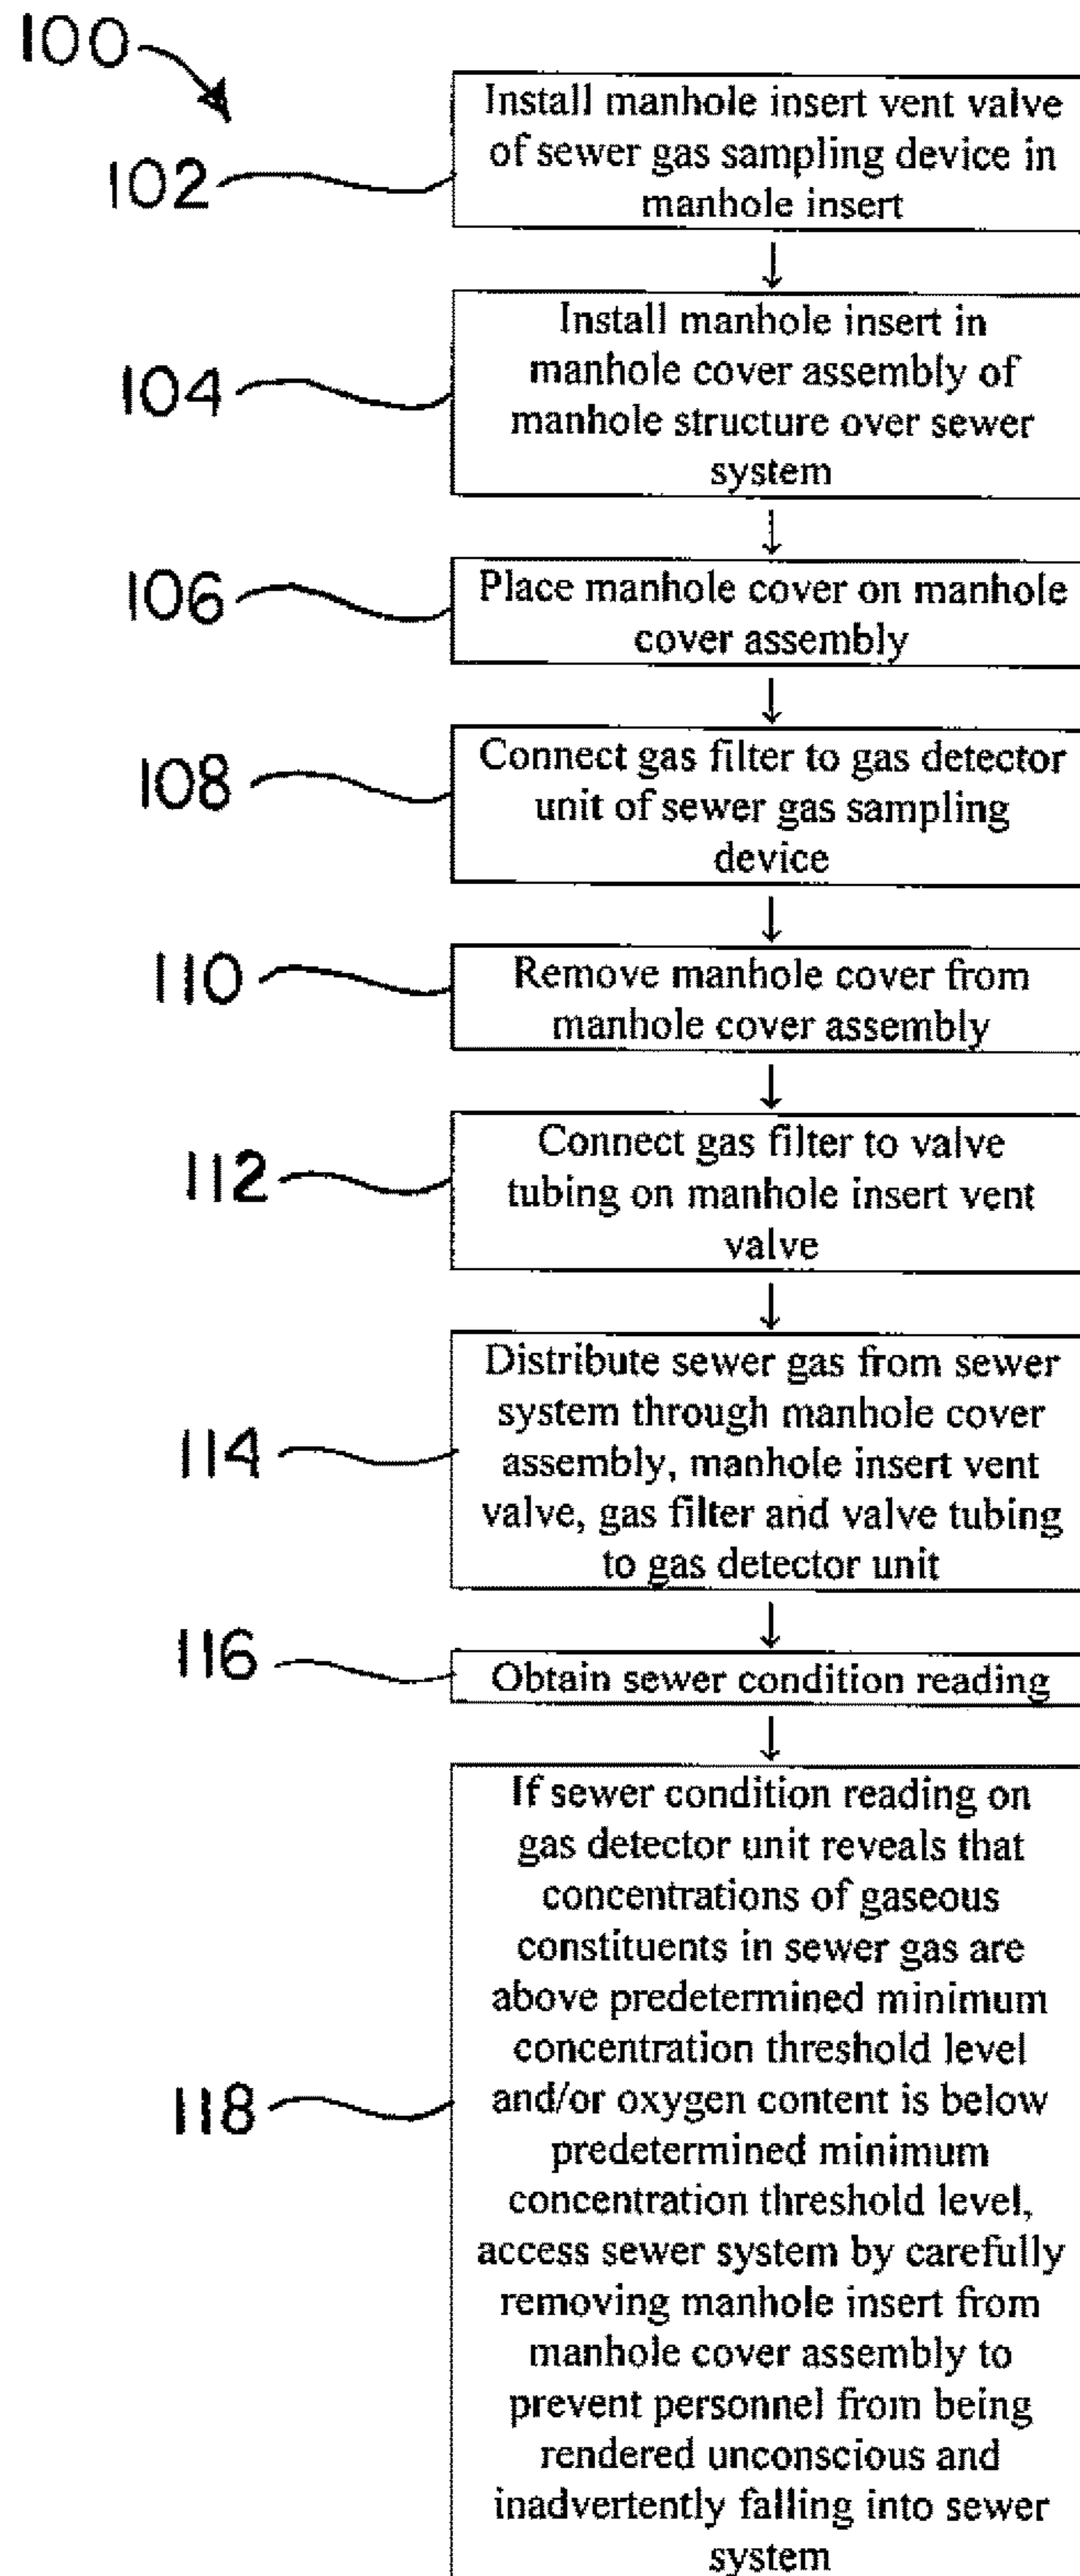 100
102
Install manhole insert vent valve
of sewer gas sampling device in
manhole insert
104
Install manhole insert in
manhole cover assembly of
manhole structure over sewer
system
106
Place manhole cover on manhole
cover assembly
108
Connect gas filter to gas detector
unit of sewer gas sampling
device
110
Remove manhole cover from
manhole cover assembly
112
Connect gas filter to valve
tubing on manhole insert vent
valve
114
Distribute sewer gas from sewer
system through manhole cover
assembly, manhole insert vent
valve, gas filter and valve tubing
to gas detector unit
116
Obtain sewer condition reading
118
If sewer condition reading on
gas detector unit reveals that
concentrations of gaseous
constituents in sewer gas are
above predetermined minimum
concentration threshold level
and/or oxygen content is below
predetermined minimum
concentration threshold level,
access sewer system by carefully
removing manhole insert from
manhole cover assembly to
prevent personnel from being
rendered unconscious and
inadvertently falling into sewer
system